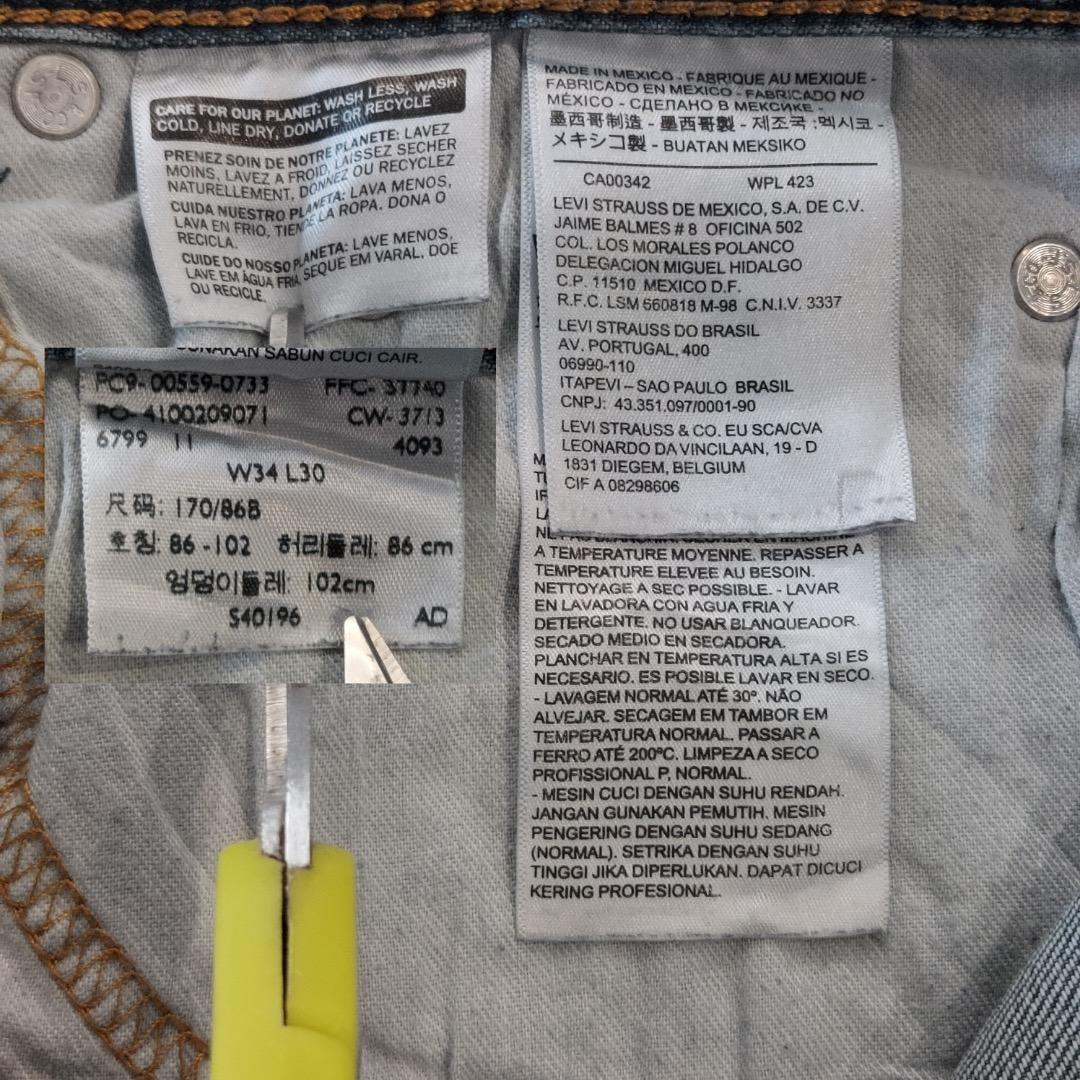 CARE FOR OUR PLANET: WASH LESS, WASH
COLD, LINE DRY, DONATE OR RECYCLE
PRENEZ SOIN DE NOTRE PLANETE: LAVEZ
MOINS, LAVEZ A FROID, LAISSEZ SECHER
NATURELLEMENT, DONNEZ OU RECYCLEZ
CUIDA NUESTRO PLANETA: LAVA MENOS,
LAVA EN FRIO, TIENDE LA ROPA. DONA O
RECICLA.
CUIDE DO NOSSO PLANETA: LAVE MENOS,
LAVE EM ÀGUA FRIA, SEQUE EM VARAL, DOE
OU RECICLE.
GUNAKAN SABUN CUCI CAIR.
PC9- 00559-0733 FFC- 37740
PO- 4100209071 CW- 3713
6799 11 4093
W34 L30
尺码: 170/86B
호칭: 86 -102 허리둘레: 86 cm
엉덩이둘레: 102cm
S40196 AD
MADE IN MEXICO - FABRIQUE AU MEXIQUE -
FABRICADO EN MEXICO - FABRICADO NO
MÉXICO - СДЕЛАНО В МЕКСИКЕ -
墨西哥制造 - 墨西哥製 - 제조국 :멕시코 -
メキシコ製 - BUATAN MEKSIKO
CA00342 WPL 423
LEVI STRAUSS DE MEXICO, S.A. DE C.V.
JAIME BALMES # 8 OFICINA 502
COL. LOS MORALES POLANCO
DELEGACION MIGUEL HIDALGO
C.P. 11510 MEXICO D.F.
R.F.C. LSM 560818 M-98 C.N.I.V. 3337
LEVI STRAUSS DO BRASIL
AV. PORTUGAL, 400
06990-110
ITAPEVI – SAO PAULO BRASIL
CNPJ: 43.351.097/0001-90
LEVI STRAUSS & CO. EU SCA/CVA
LEONARDO DA VINCILAAN, 19 - D
1831 DIEGEM, BELGIUM
CIF A 08298606
A TEMPERATURE MOYENNE. REPASSER A
TEMPERATURE ELEVEE AU BESOIN.
NETTOYAGE A SEC POSSIBLE. - LAVAR
EN LAVADORA CON AGUA FRIA Y
DETERGENTE. NO USAR BLANQUEADOR.
SECADO MEDIO EN SECADORA.
PLANCHAR EN TEMPERATURA ALTA SI ES
NECESARIO. ES POSIBLE LAVAR EN SECO.
- LAVAGEM NORMAL ATÉ 30º. NÃO
ALVEJAR. SECAGEM EM TAMBOR EM
TEMPERATURA NORMAL. PASSAR A
FERRO ATÉ 200ºC. LIMPEZA A SECO
PROFISSIONAL P, NORMAL.
- MESIN CUCI DENGAN SUHU RENDAH.
JANGAN GUNAKAN PEMUTIH. MESIN
PENGERING DENGAN SUHU SEDANG
(NORMAL). SETRIKA DENGAN SUHU
TINGGI JIKA DIPERLUKAN. DAPAT DICUCI
KERING PROFESIONAL.